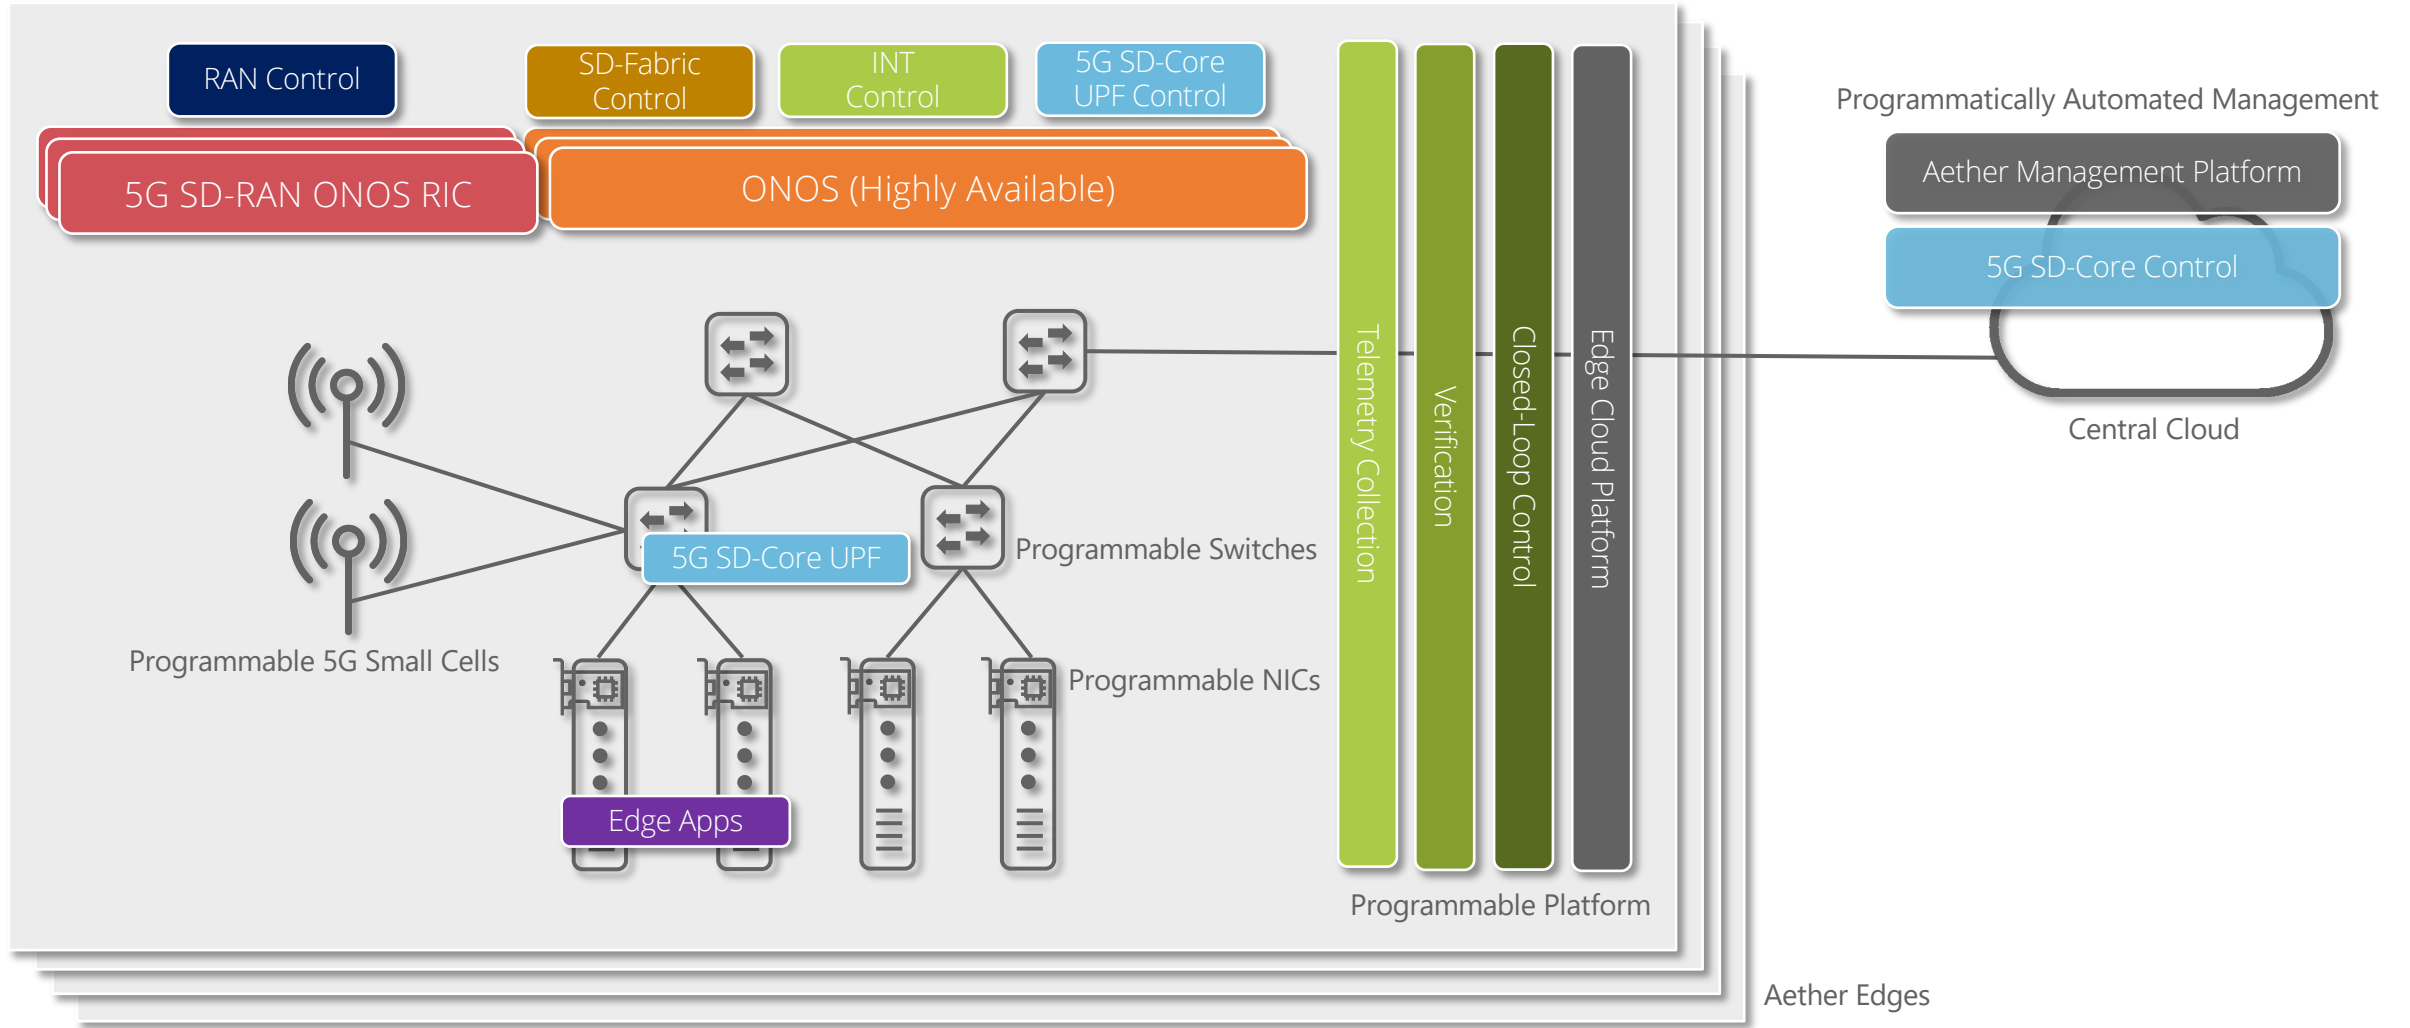 RAN Control
SD-Fabric
Control
INT
Control
5G SD-Core
UPF Control
5G SD-RAN ONOS RIC
ONOS (Highly Available)
Programmable 5G Small Cells
5G SD-Core UPF
Programmable Switches
Programmable NICs
Edge Apps
Telemetry Collection
Verification
Closed-Loop Control
Edge Cloud Platform
Programmable Platform
Programmatically Automated Management
Aether Management Platform
5G SD-Core Control
Central Cloud
Aether Edges